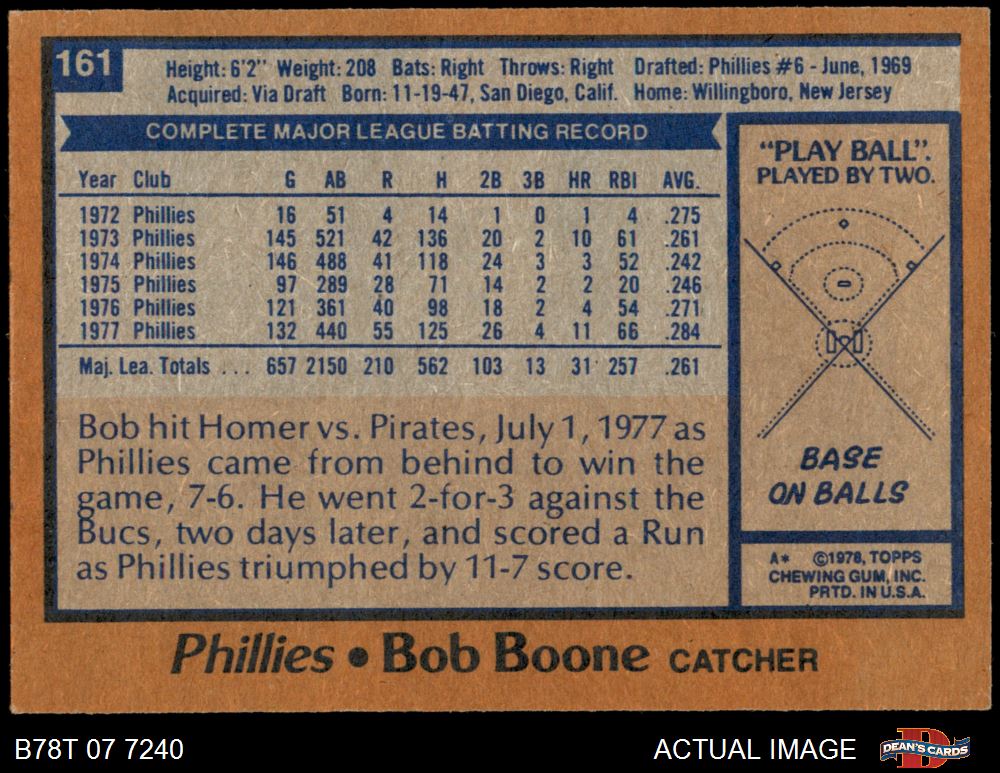 161
Height: 6'2" Weight: 208 Bats: Right Throws: Right Drafted: Phillies #6 - June, 1969
Acquired: Via Draft Born: 11-19-47, San Diego, Calif. Home: Willingboro, New Jersey
COMPLETE MAJOR LEAGUE BATTING RECORD
Year Club G AB R H 2B 3B HR RBI AVG.
1972 Phillies 16 51 4 14 1 0 1 4 .275
1973 Phillies 145 521 42 136 20 2 10 61 .261
1974 Phillies 146 488 41 118 24 3 3 52 .242
1975 Phillies 97 289 28 71 14 2 2 20 .246
1976 Phillies 121 361 40 98 18 2 4 54 .271
1977 Phillies 132 440 55 125 26 4 11 66 .284
Maj. Lea. Totals . . . 657 2150 210 562 103 13 31 257 .261
Bob hit Homer vs. Pirates, July 1, 1977 as
Phillies came from behind to win the
game, 7-6. He went 2-for-3 against the
Bucs, two days later, and scored a Run
as Phillies triumphed by 11-7 score.
"PLAY BALL".
PLAYED BY TWO.
BASE
ON BALLS
A* ©1978, TOPPS
CHEWING GUM, INC.
PRTD. IN U.S.A.
Phillies • Bob Boone CATCHER
B78T 07 7240
ACTUAL IMAGE
DEAN'S CARDS